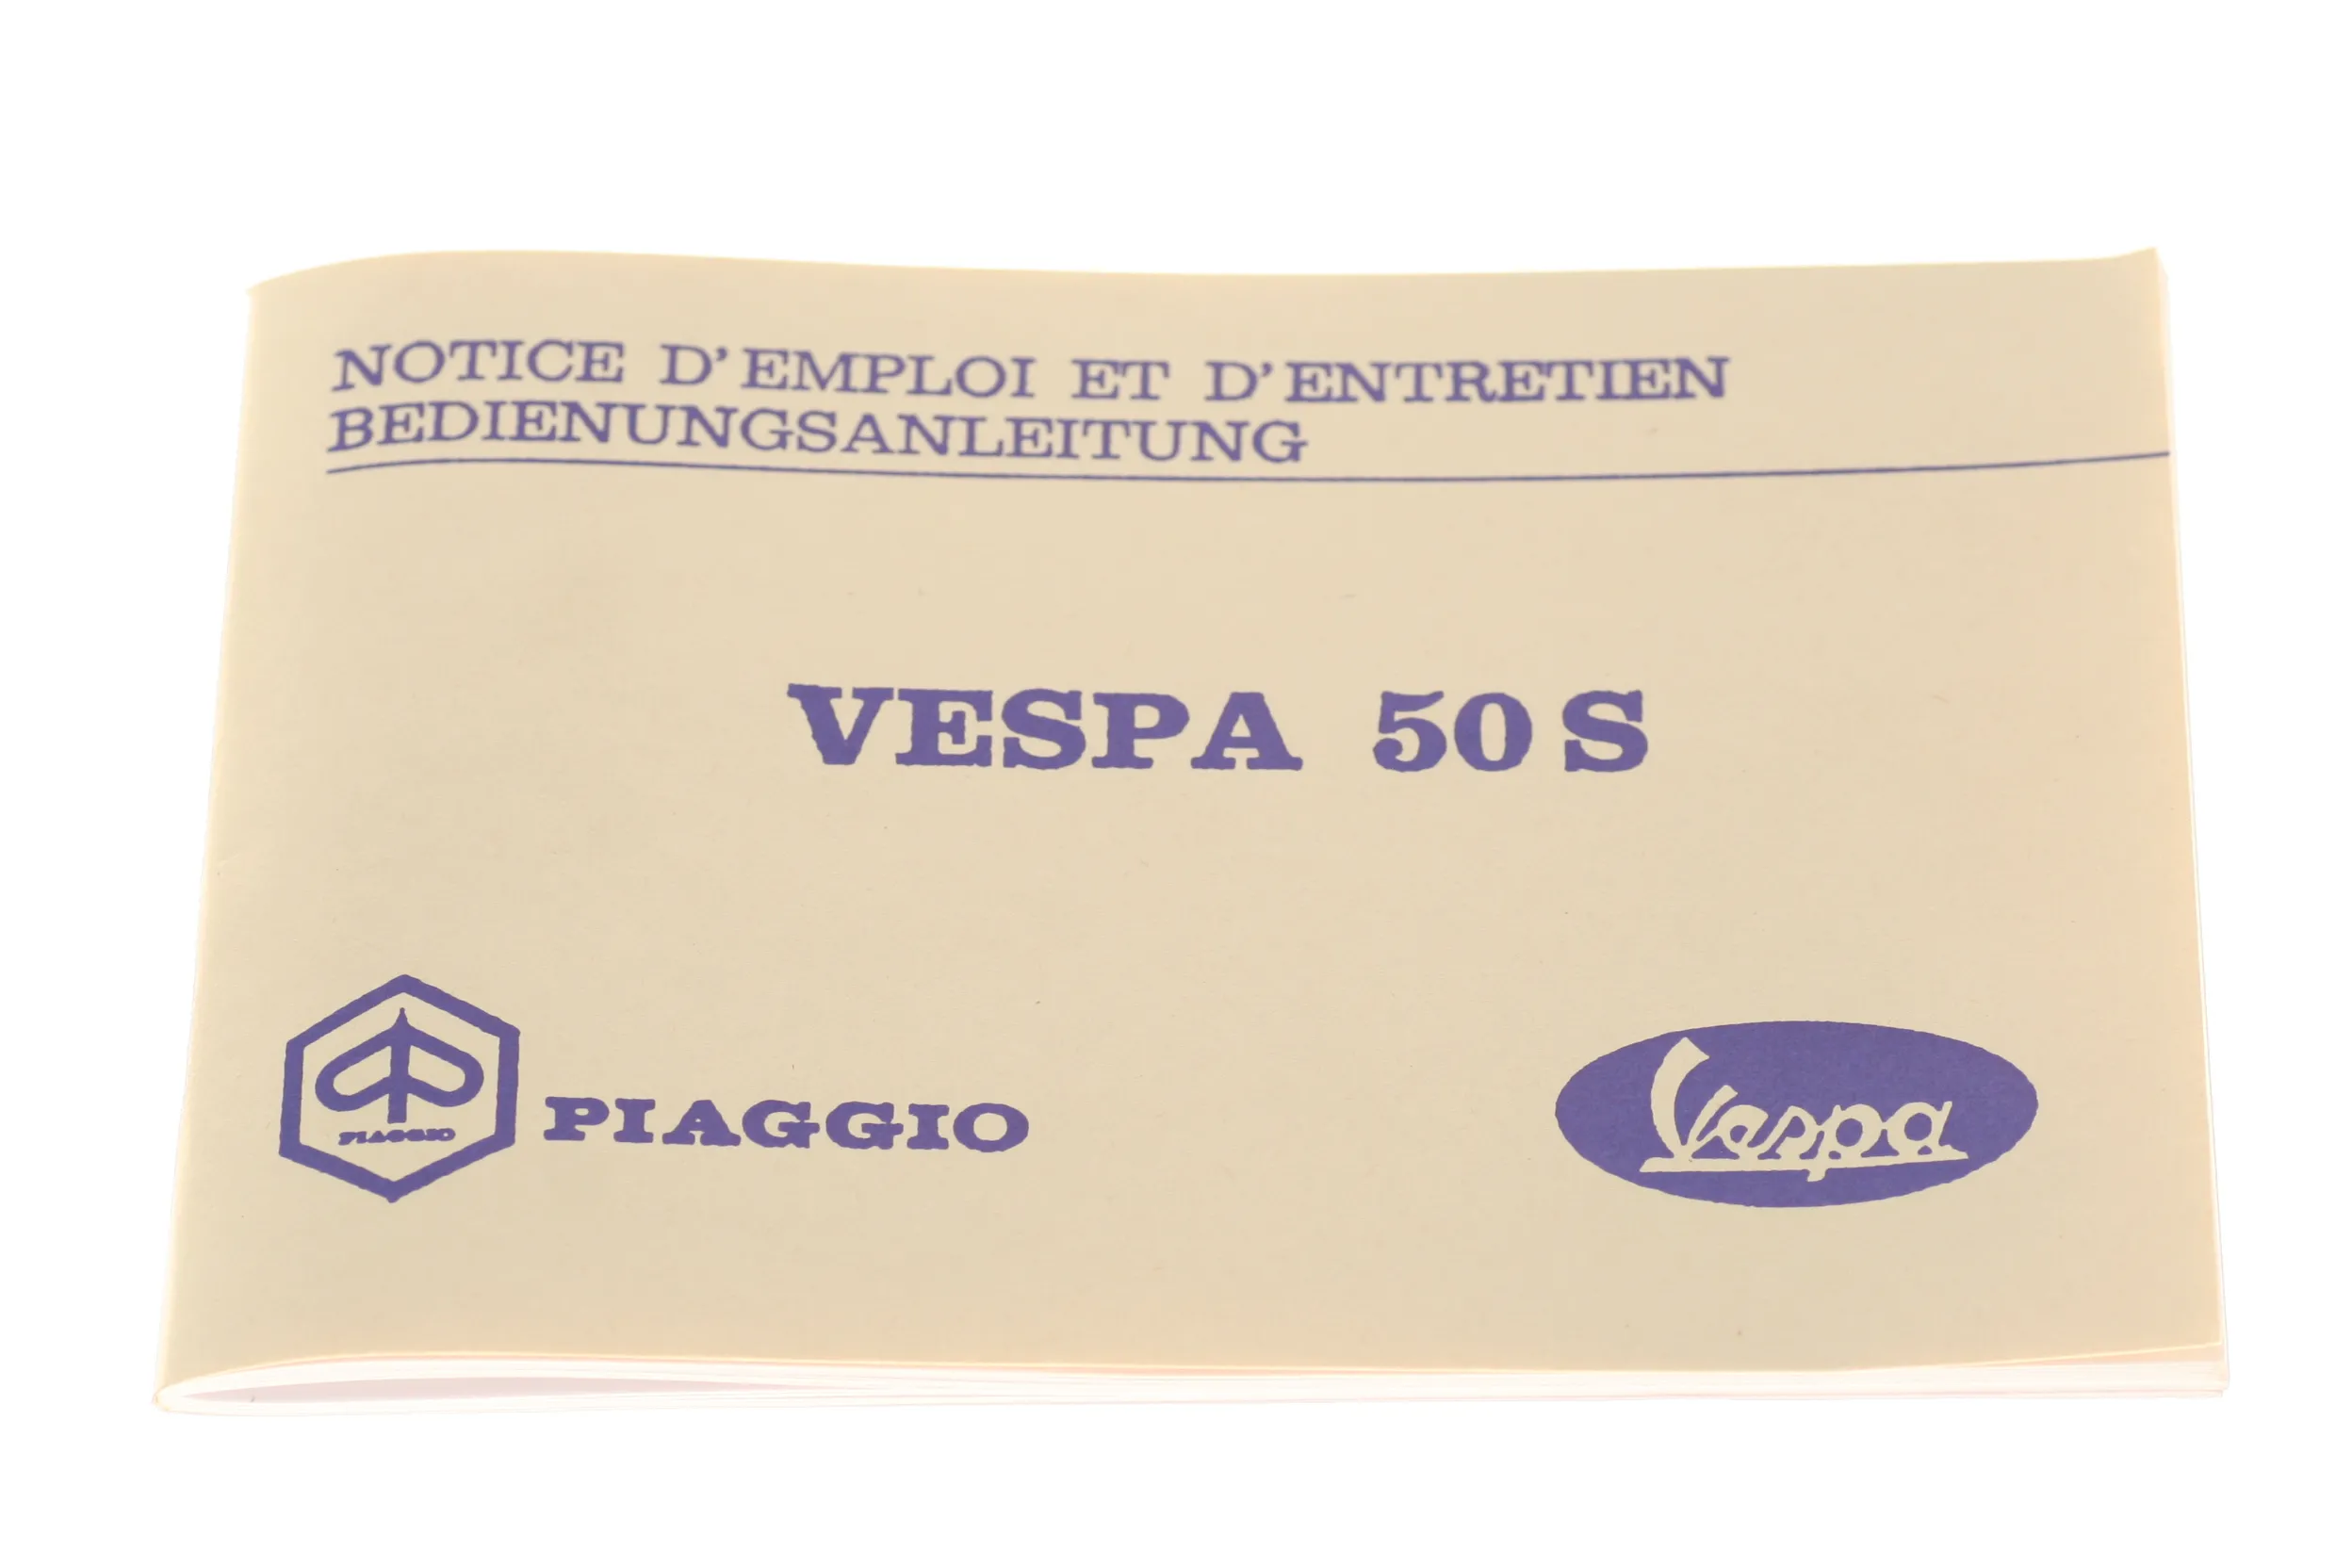 NOTICE D'EMPLOI ET D'ENTRETIEN
BEDIENUNGSANLEITUNG
VESPA 50 S
PIAGGIO
PIAGGIO
Vespa